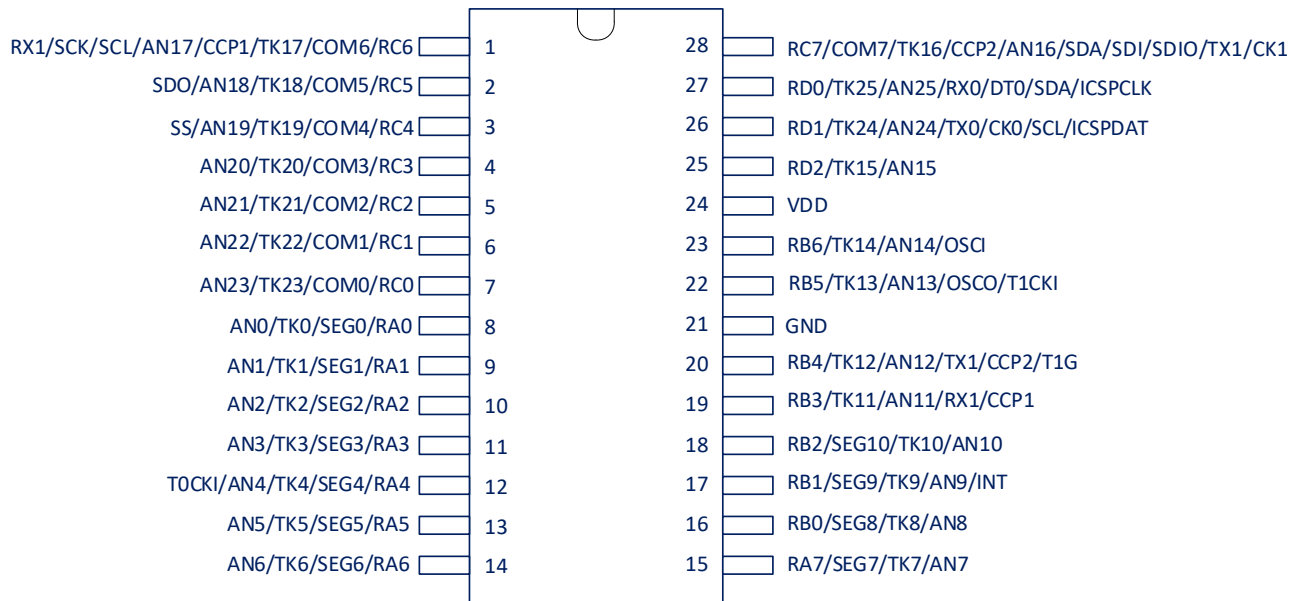 RX1/SCK/SCL/AN17/CCP1/TK17/COM6/RC6 1 28 RC7/COM7/TK16/CCP2/AN16/SDA/SDI/SDIO/TX1/CK1
SDO/AN18/TK18/COM5/RC5 2 27 RD0/TK25/AN25/RX0/DT0/SDA/ICSPCLK
SS/AN19/TK19/COM4/RC4 3 26 RD1/TK24/AN24/TX0/CK0/SCL/ICSPDAT
AN20/TK20/COM3/RC3 4 25 RD2/TK15/AN15
AN21/TK21/COM2/RC2 5 24 VDD
AN22/TK22/COM1/RC1 6 23 RB6/TK14/AN14/OSCI
AN23/TK23/COM0/RC0 7 22 RB5/TK13/AN13/OSCO/T1CKI
AN0/TK0/SEG0/RA0 8 21 GND
AN1/TK1/SEG1/RA1 9 20 RB4/TK12/AN12/TX1/CCP2/T1G
AN2/TK2/SEG2/RA2 10 19 RB3/TK11/AN11/RX1/CCP1
AN3/TK3/SEG3/RA3 11 18 RB2/SEG10/TK10/AN10
T0CKI/AN4/TK4/SEG4/RA4 12 17 RB1/SEG9/TK9/AN9/INT
AN5/TK5/SEG5/RA5 13 16 RB0/SEG8/TK8/AN8
AN6/TK6/SEG6/RA6 14 15 RA7/SEG7/TK7/AN7